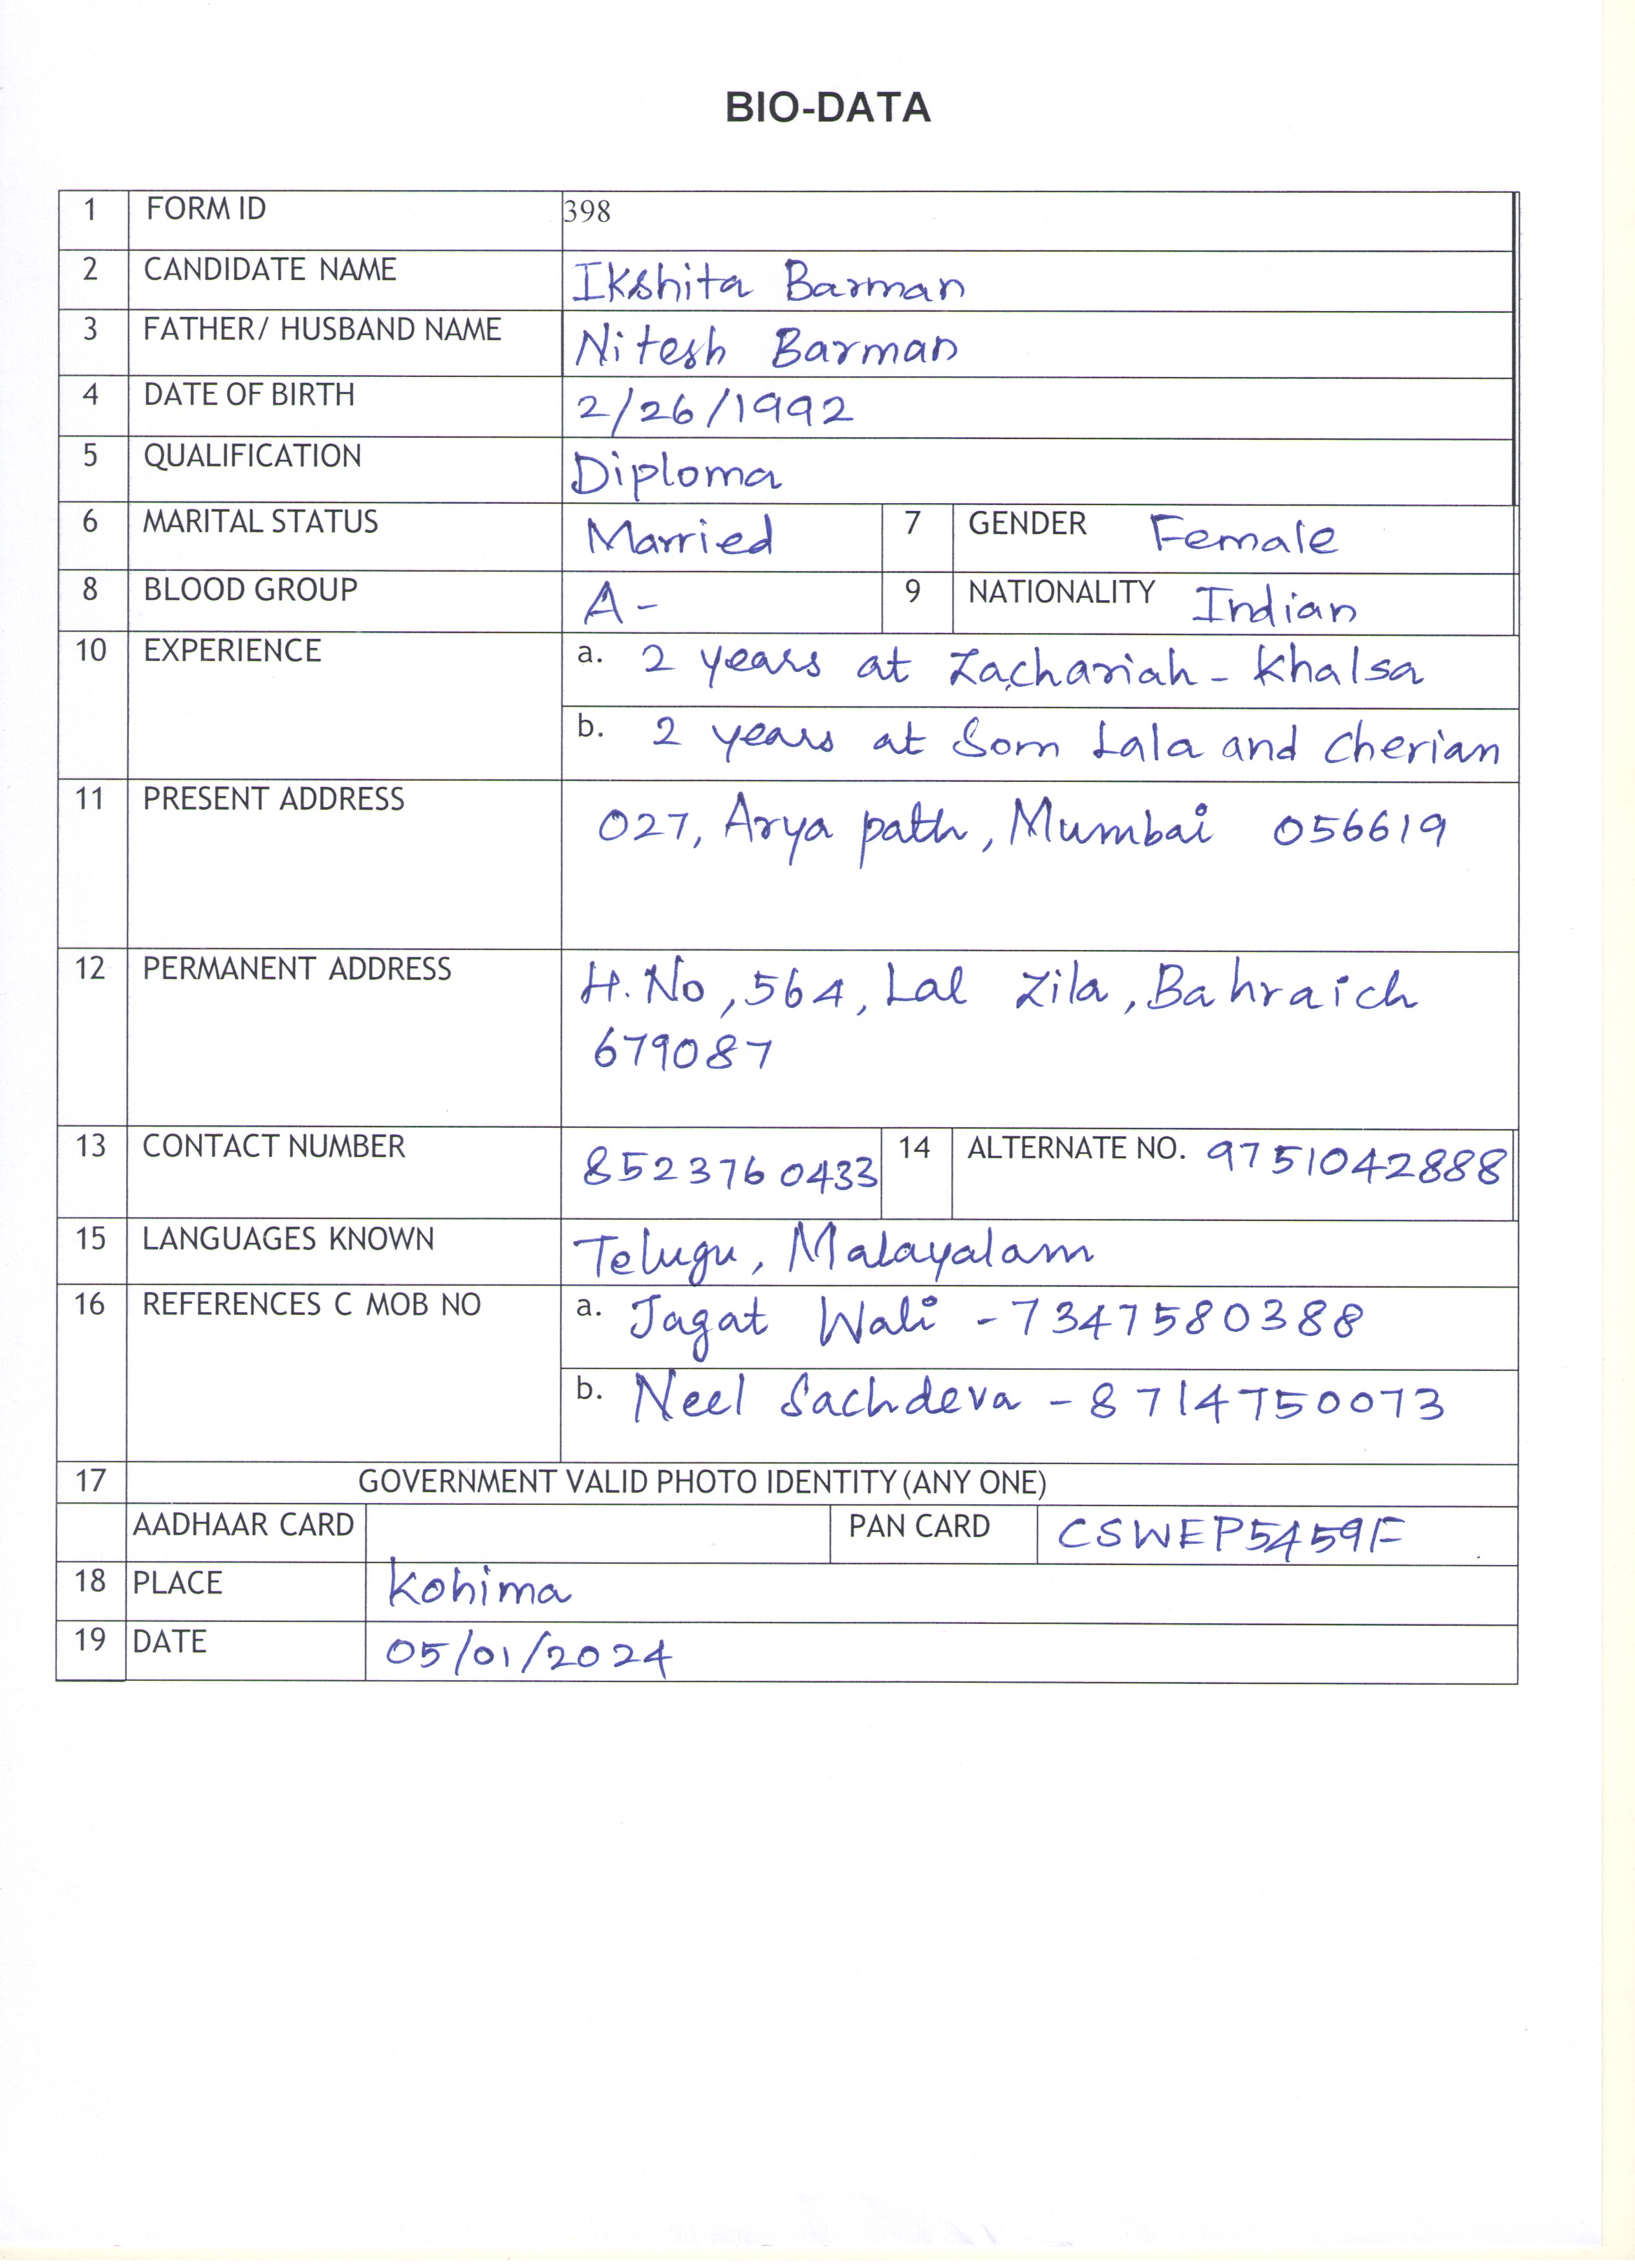 BIO-DATA
1 FORM ID 398
2 CANDIDATE NAME Ikshita Barman
3 FATHER/ HUSBAND NAME Nitesh Barman
4 DATE OF BIRTH 2/26/1992
5 QUALIFICATION Diploma
6 MARITAL STATUS Married 7 GENDER Female
8 BLOOD GROUP A- 9 NATIONALITY Indian
10 EXPERIENCE a. 2 years at Zachariah-Khalsa
b. 2 years at Som Lala and Cherian
11 PRESENT ADDRESS 027, Arya path, Mumbai 056619
12 PERMANENT ADDRESS H.No, 564, Lal Zila, Bahraich
679087
13 CONTACT NUMBER 8523760433 14 ALTERNATE NO. 9751042888
15 LANGUAGES KNOWN Telugu, Malayalam
16 REFERENCES C MOB NO a. Jagat Wali - 7347580388
b. Neel Sachdeva - 8714750073
17 GOVERNMENT VALID PHOTO IDENTITY (ANY ONE)
AADHAAR CARD PAN CARD CSWEP5459F
18 PLACE Kohima
19 DATE 05/01/2024